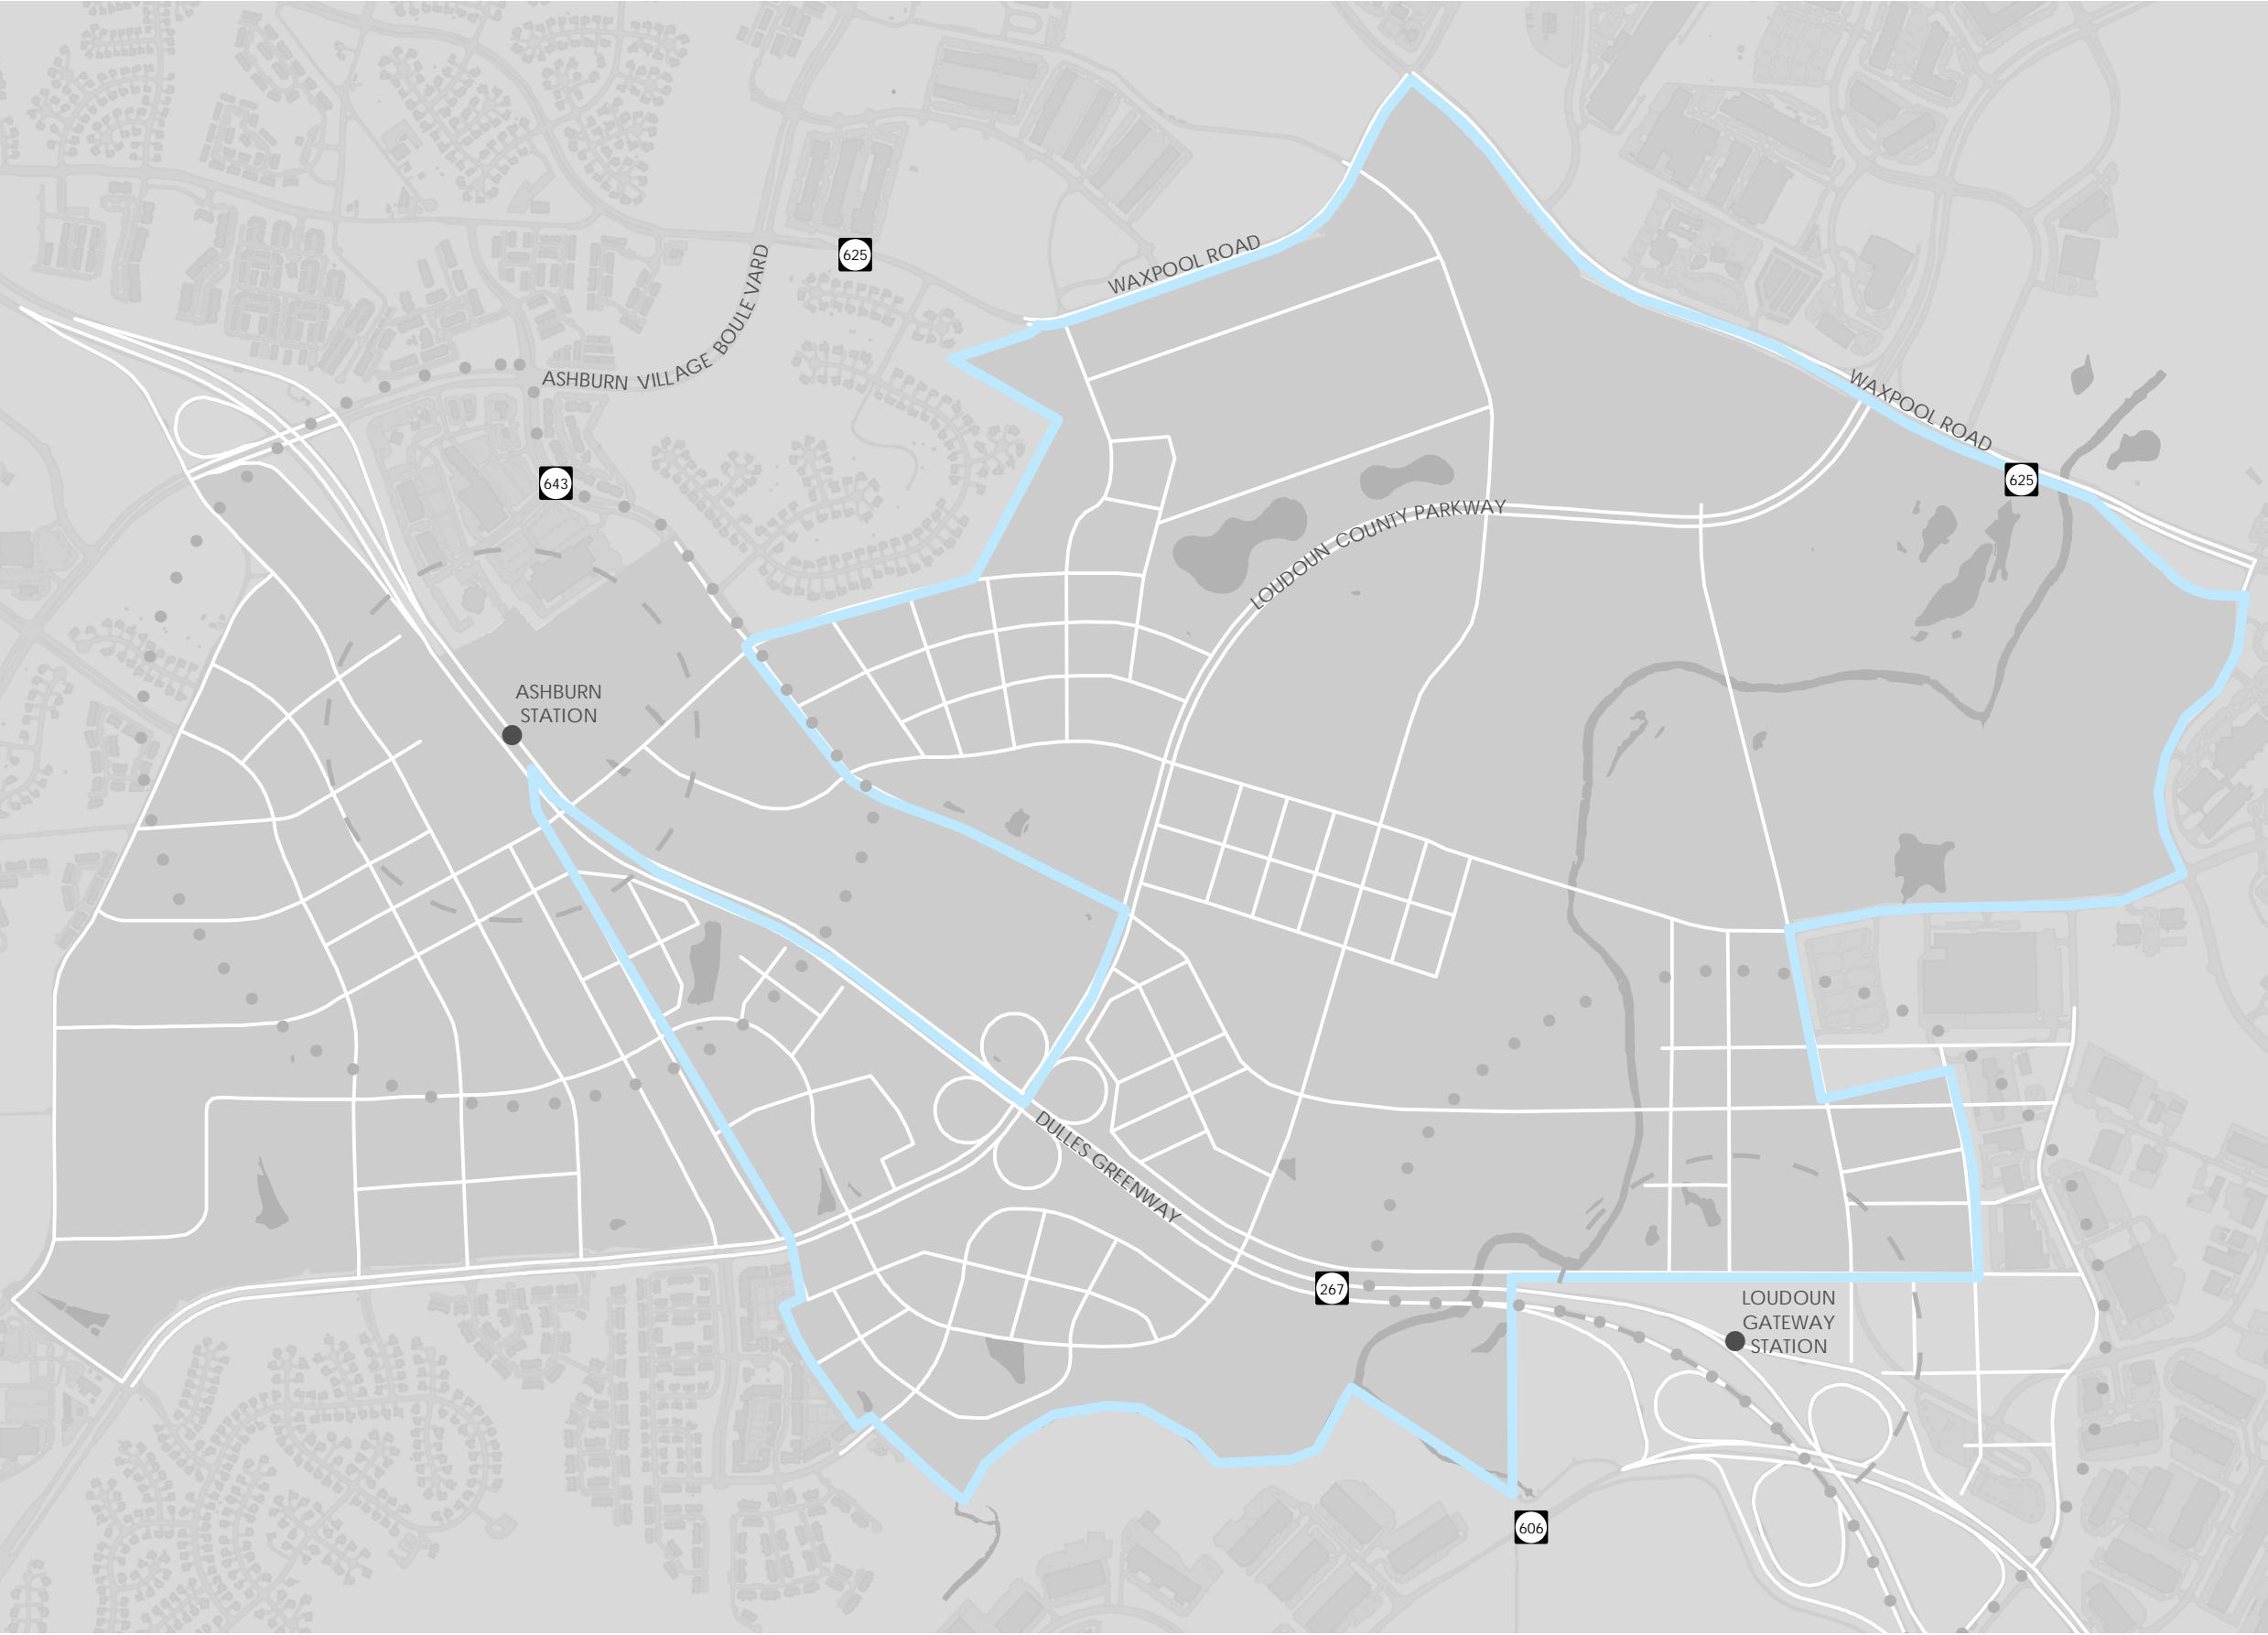 WAXPOOL ROAD
625
ASHBURN VILLAGE BOULEVARD
WAXPOOL ROAD
625
643
LOUDOUN COUNTY PARKWAY
ASHBURN
STATION
DULLES GREENWAY
267
LOUDOUN
GATEWAY
STATION
606